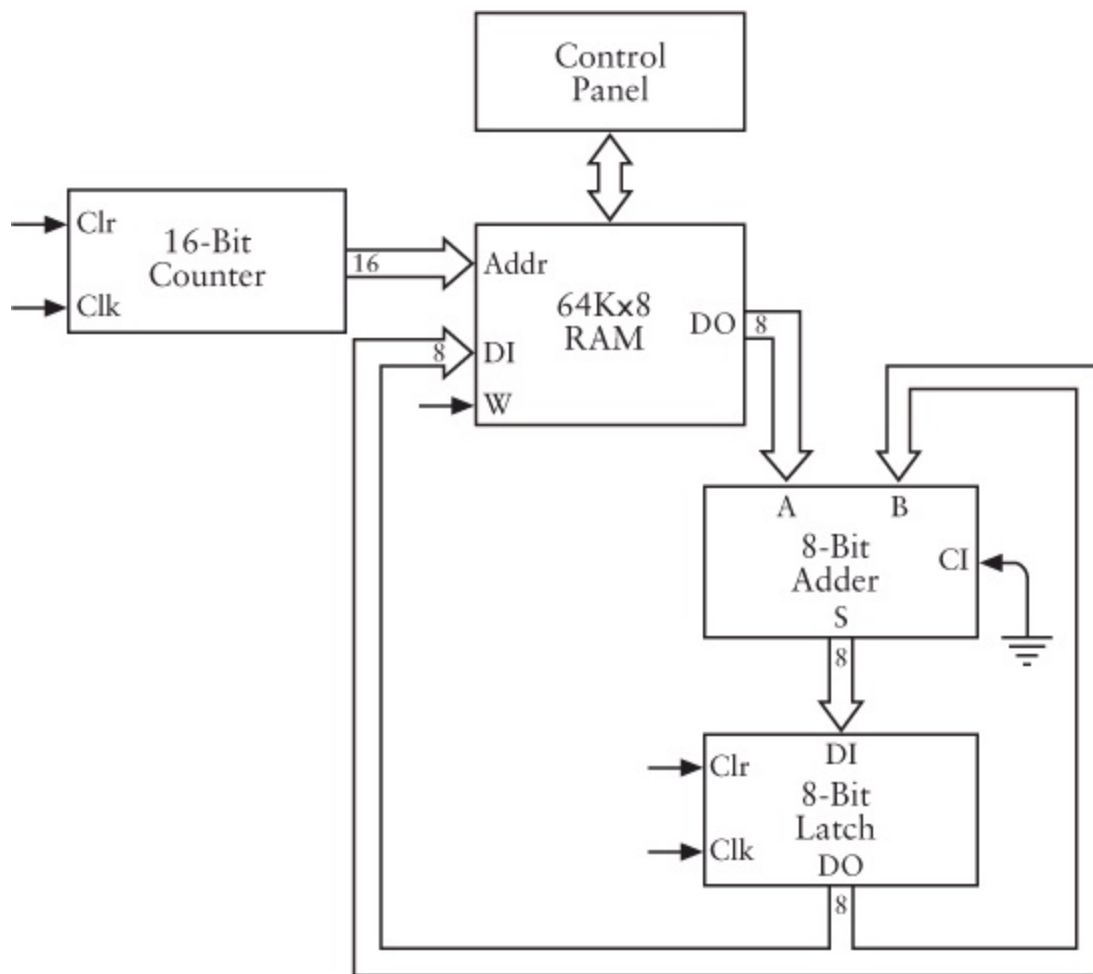 Control
Panel
Clr
16-Bit
Counter
Clk
16
Addr
64Kx8
RAM
DO
8
8
DI
W
A
B
8-Bit
Adder
CI
S
8
DI
Clr
8-Bit
Latch
Clk
DO
8